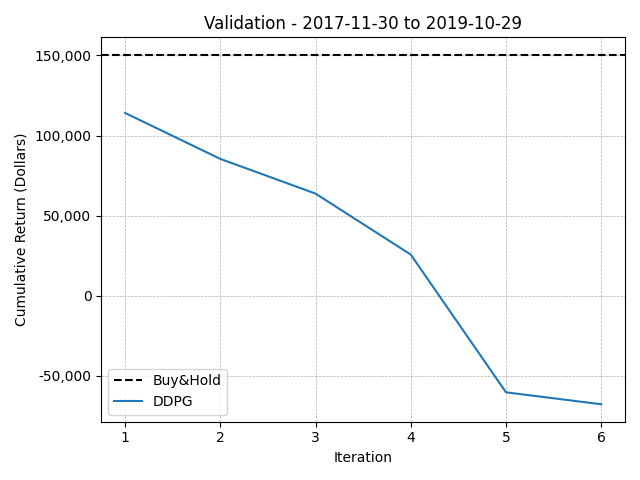 Validation - 2017-11-30 to 2019-10-29
Cumulative Return (Dollars)
150,000
100,000
50,000
0
-50,000
Buy&Hold
DDPG
1 2 3 4 5 6
Iteration